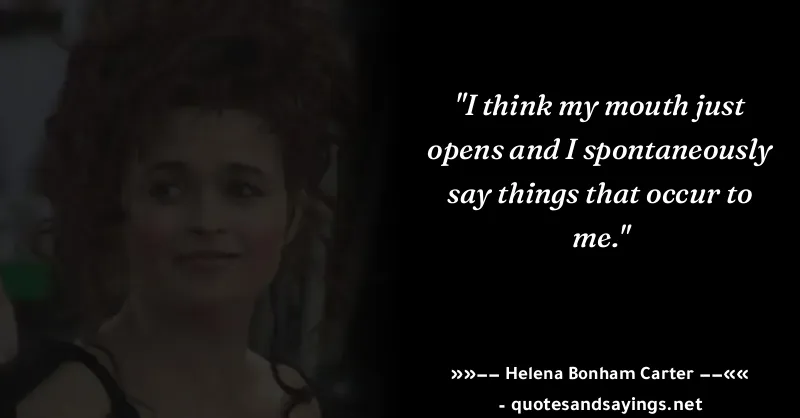 "I think my mouth just
opens and I spontaneously
say things that occur to
me."
»»–– Helena Bonham Carter ––««
- quotesandsayings.net